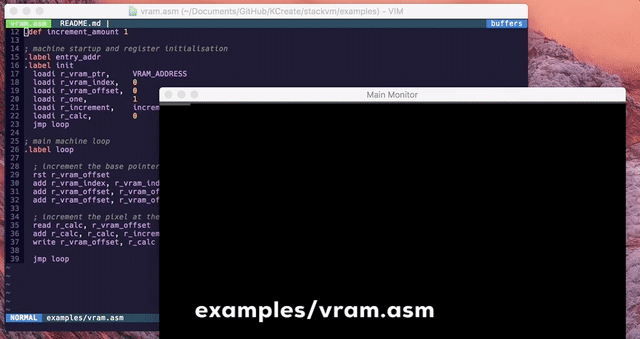 vram.asm (~/Documents/GitHub/KCreate/stackvm/examples) - VIM
vram.asm README.md | buffers
12 .def increment_amount 1
13
14 ; machine startup and register initialisation
15 .label entry_addr
16 .label init
17 loadi r_vram_ptr, VRAM_ADDRESS
18 loadi r_vram_index, 0
19 loadi r_vram_offset, 0
20 loadi r_one, 1
21 loadi r_increment, increm
22 loadi r_calc, 0
23 jmp loop
24
25 ; main machine loop
26 .label loop
27
28 ; increment the base pointer
29 rst r_vram_offset
30 add r_vram_index, r_vram_ind
31 add r_vram_offset, r_vram_of
32 add r_vram_offset, r_vram_of
33
34 ; increment the pixel at the
35 read r_calc, r_vram_offset
36 add r_calc, r_calc, r_increm
37 write r_vram_offset, r_calc
38
39 jmp loop
~
~
~
~
NORMAL examples/vram.asm
Main Monitor
examples/vram.asm